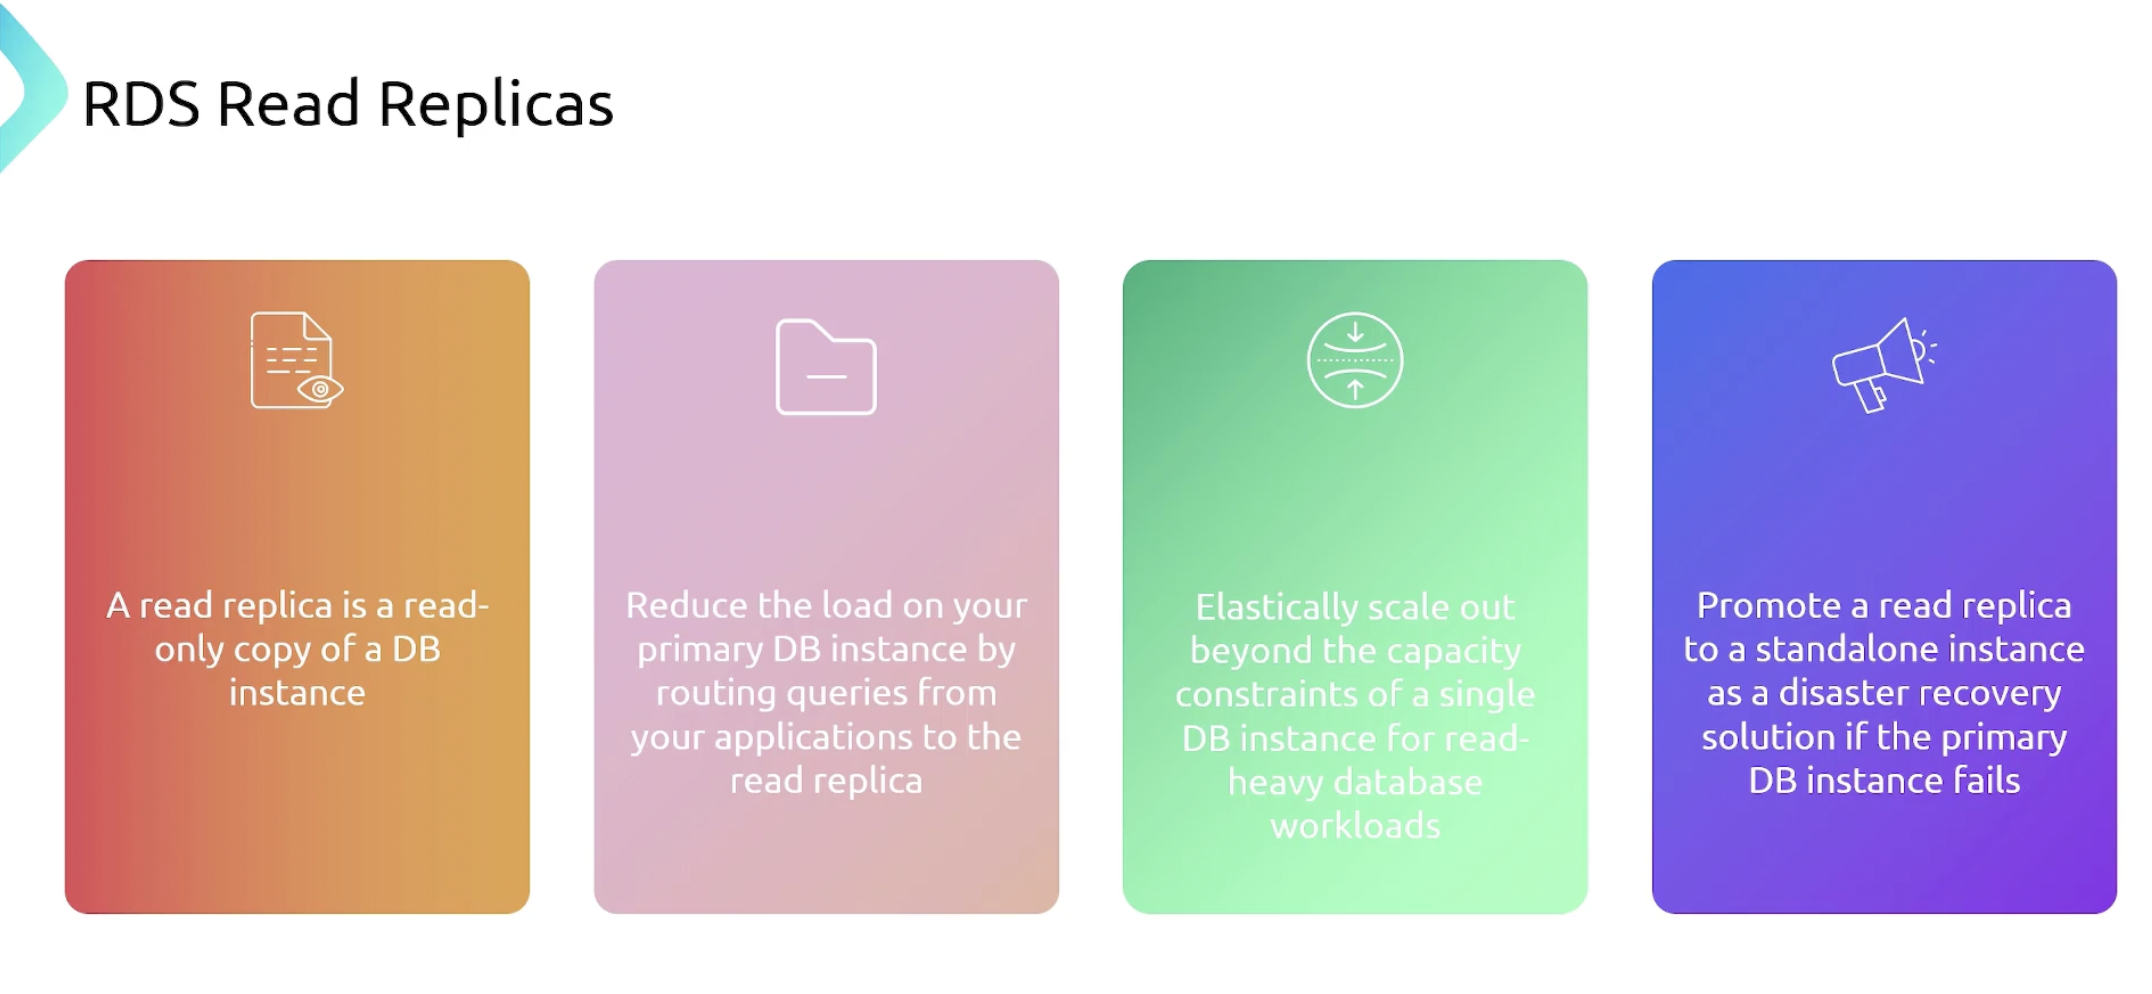 RDS Read Replicas
A read replica is a read-
only copy of a DB
instance
Reduce the load on your
primary DB instance by
routing queries from
your applications to the
read replica
Elastically scale out
beyond the capacity
constraints of a single
DB instance for read-
heavy database
workloads
Promote a read replica
to a standalone instance
as a disaster recovery
solution if the primary
DB instance fails